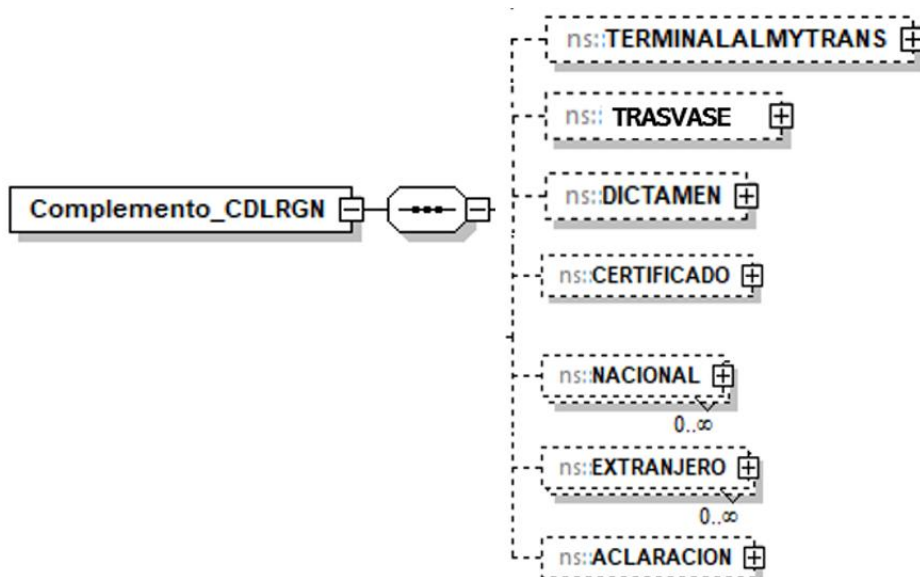 ns::TERMINALALMYTRANS
ns:: TRASVASE
ns::DICTAMEN
Complemento_CDLRGN
ns::CERTIFICADO
ns::NACIONAL
0..∞
ns::EXTRANJERO
0..∞
ns::ACLARACION